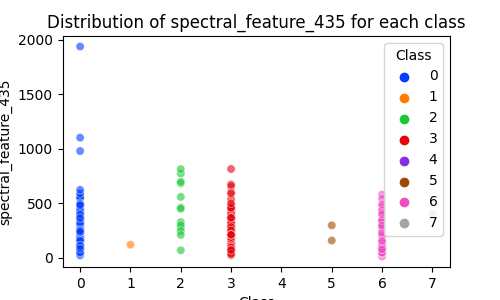 Distribution of spectral_feature_435 for each class
spectral_feature_435
2000
1500
1000
500
0
0 1 2 3 4 5 6 7
Class
Class
0
1
2
3
4
5
6
7